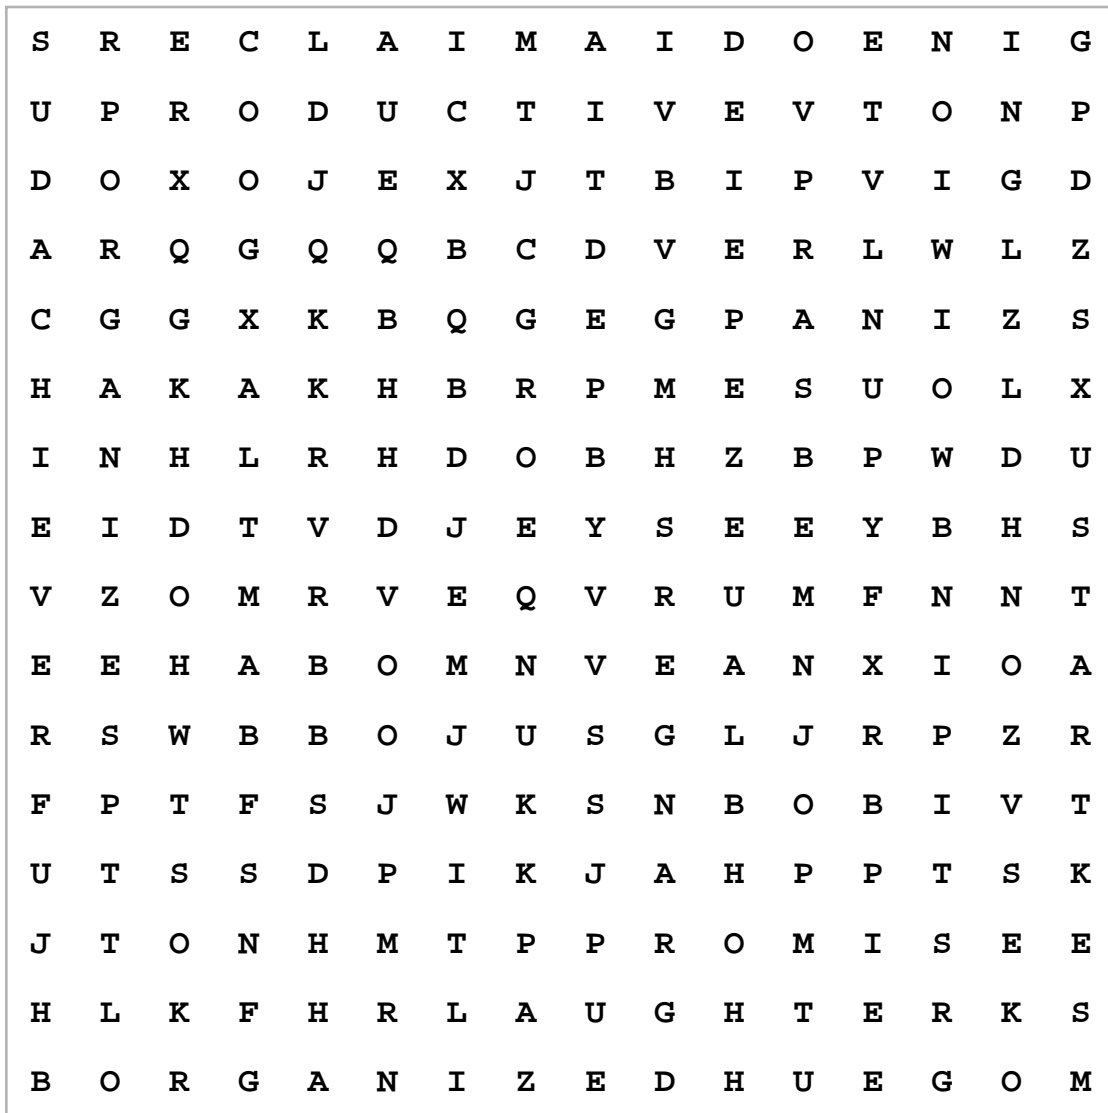 S R E C L A I M A I D O E N I G
U P R O D U C T I V E V T O N P
D O X O J E X J T B I P V I G D
A R Q G Q Q B C D V E R L W L Z
C G G X K B Q G E G P A N I Z S
H A K A K H B R P M E S U O L X
I N H L R H D O B H Z B P W D U
E I D T V D J E Y S E E Y B H S
V Z O M R V E Q V R U M F N N T
E E H A B O M N V E A N X I O A
R S W B B O J U S G L J R P Z R
F P T F S J W K S N B O B I V T
U T S S D P I K J A H P P T S K
J T O N H M T P P R O M I S E E
H L K F H R L A U G H T E R K S
B O R G A N I Z E D H U E G O M